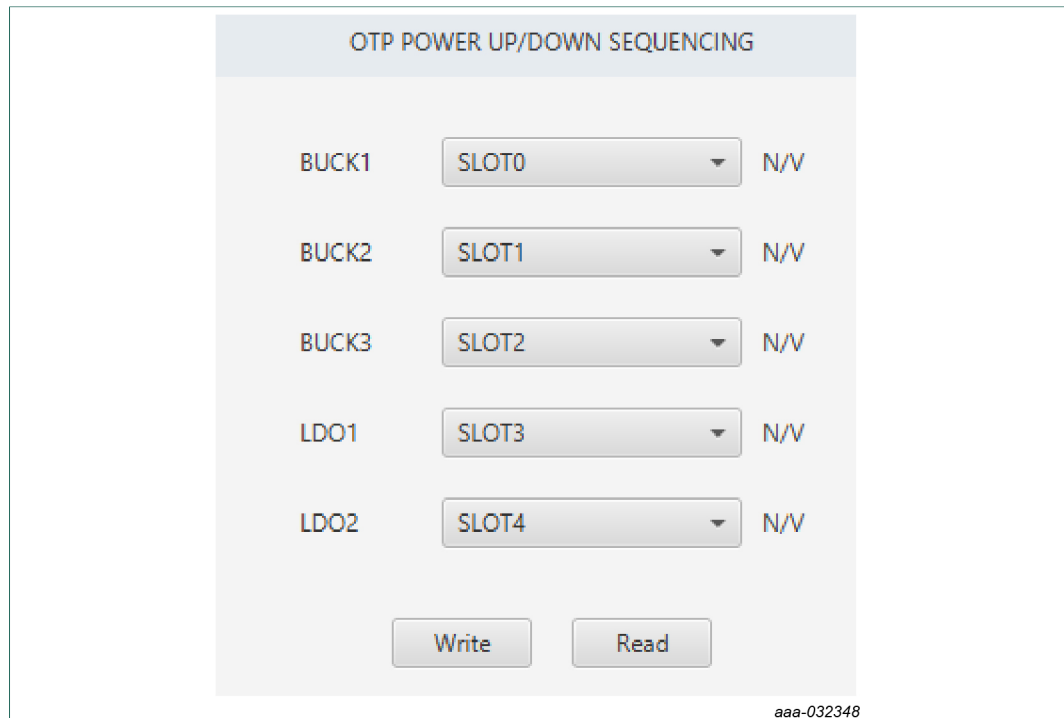 OTP POWER UP/DOWN SEQUENCING
BUCK1 SLOT0 N/V
BUCK2 SLOT1 N/V
BUCK3 SLOT2 N/V
LDO1 SLOT3 N/V
LDO2 SLOT4 N/V
Write Read
aaa-032348